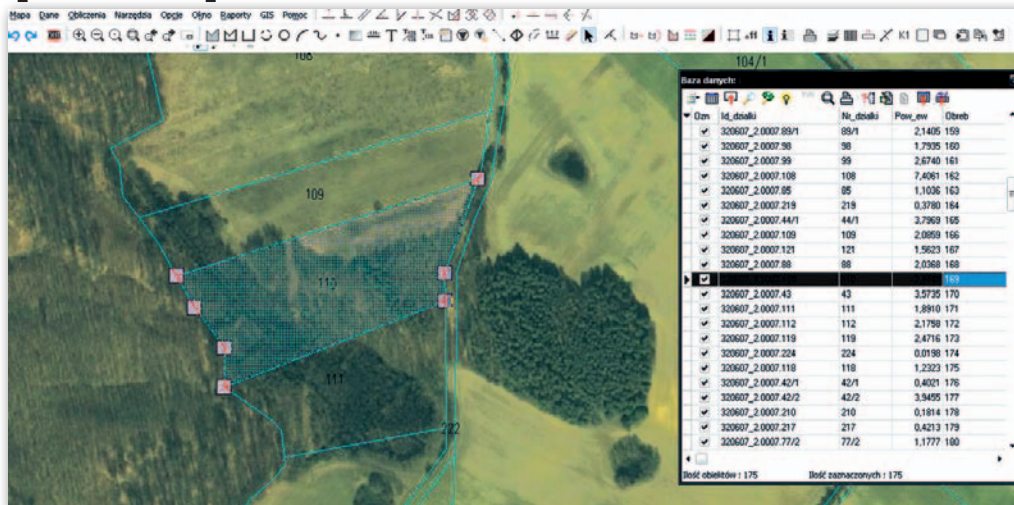 Mapa Dane Obliczenia Narzędzia Opcje Okno Raporty GIS Pomoc
K1
108
104/1
109
110
111
222
Baza danych:
Ozn Id_dzialki Nr_dzialki Pow_ew Obreb
320607_2.0007.89/1 89/1 2,1405 159
320607_2.0007.98 98 1,7935 160
320607_2.0007.99 99 2,6740 161
320607_2.0007.108 108 7,4061 162
320607_2.0007.85 85 1,1036 163
320607_2.0007.219 219 0,3780 164
320607_2.0007.44/1 44/1 3,7969 165
320607_2.0007.109 109 2,0859 166
320607_2.0007.121 121 1,5623 167
320607_2.0007.88 88 2,0368 168
169
320607_2.0007.43 43 3,5735 170
320607_2.0007.111 111 1,8910 171
320607_2.0007.112 112 2,1758 172
320607_2.0007.119 119 2,4716 173
320607_2.0007.224 224 0,0198 174
320607_2.0007.118 118 1,2323 175
320607_2.0007.42/1 42/1 0,4021 176
320607_2.0007.42/2 42/2 3,9455 177
320607_2.0007.210 210 0,1814 178
320607_2.0007.217 217 0,4213 179
320607_2.0007.77/2 77/2 1,1777 180
Ilość obiektów : 175 Ilość zaznaczonych : 175